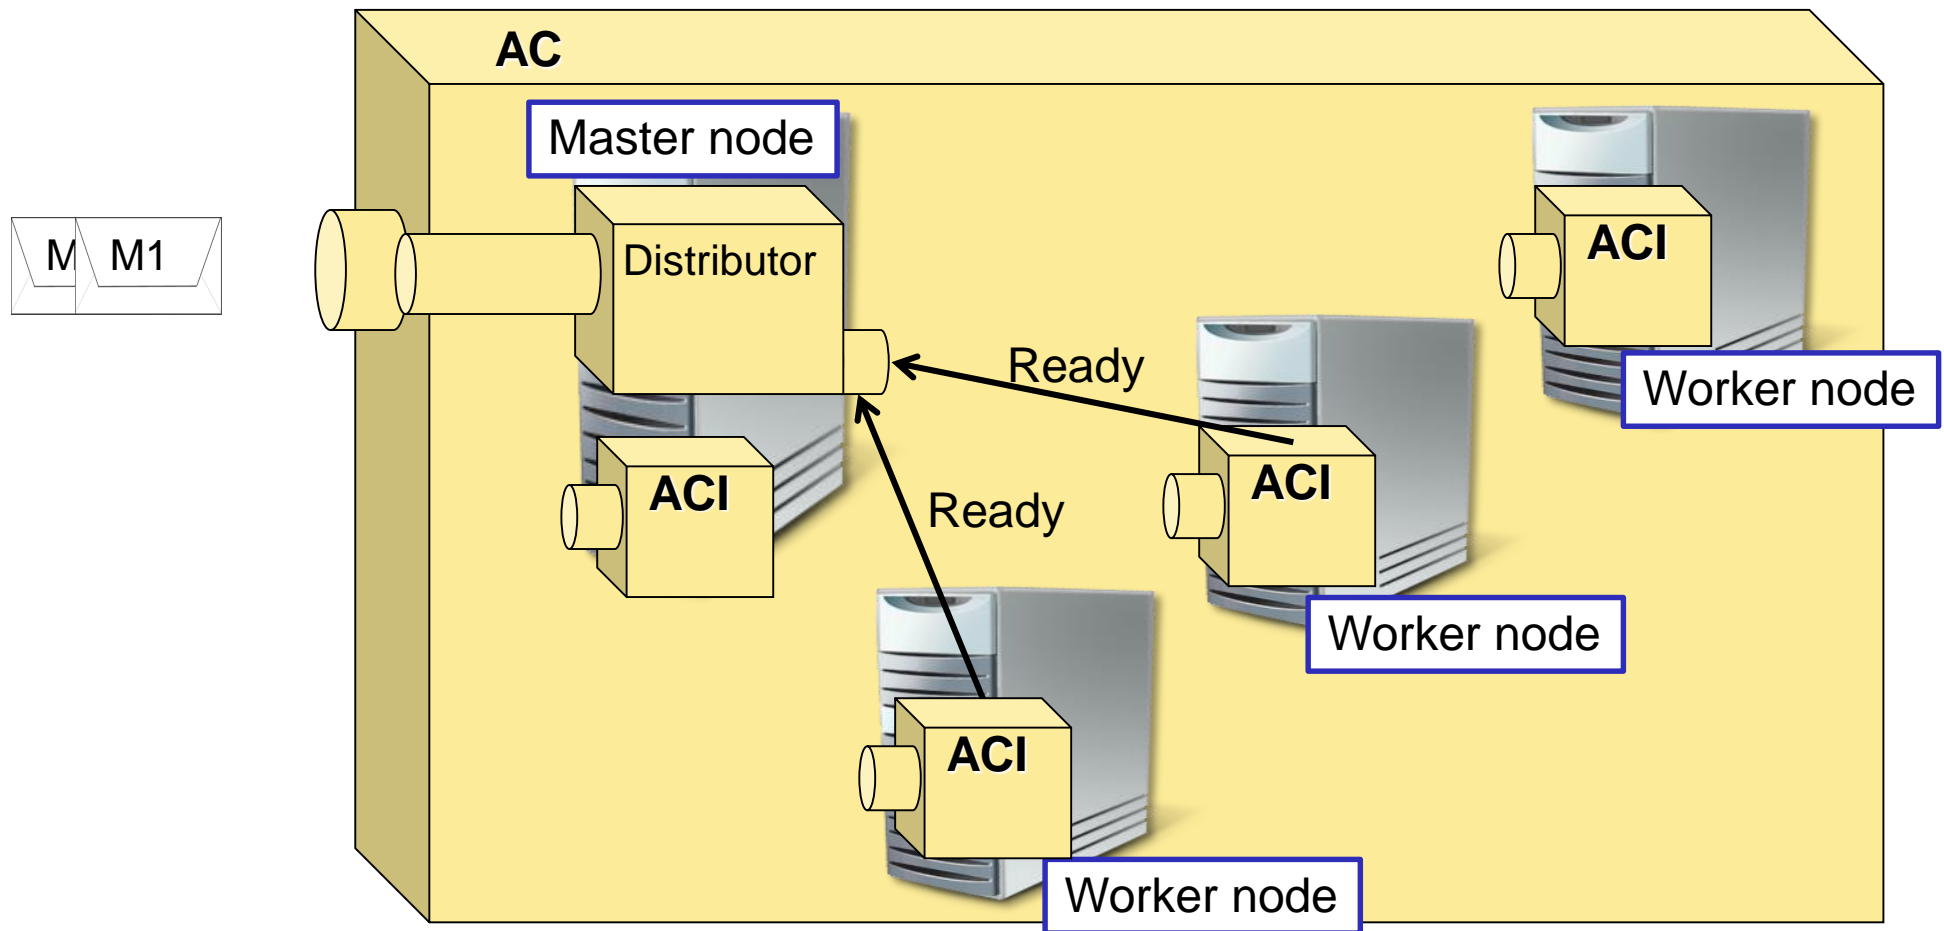 AC
Master node
M
M1
Distributor
ACI
Worker node
Ready
ACI
Worker node
ACI
Ready
ACI
Worker node